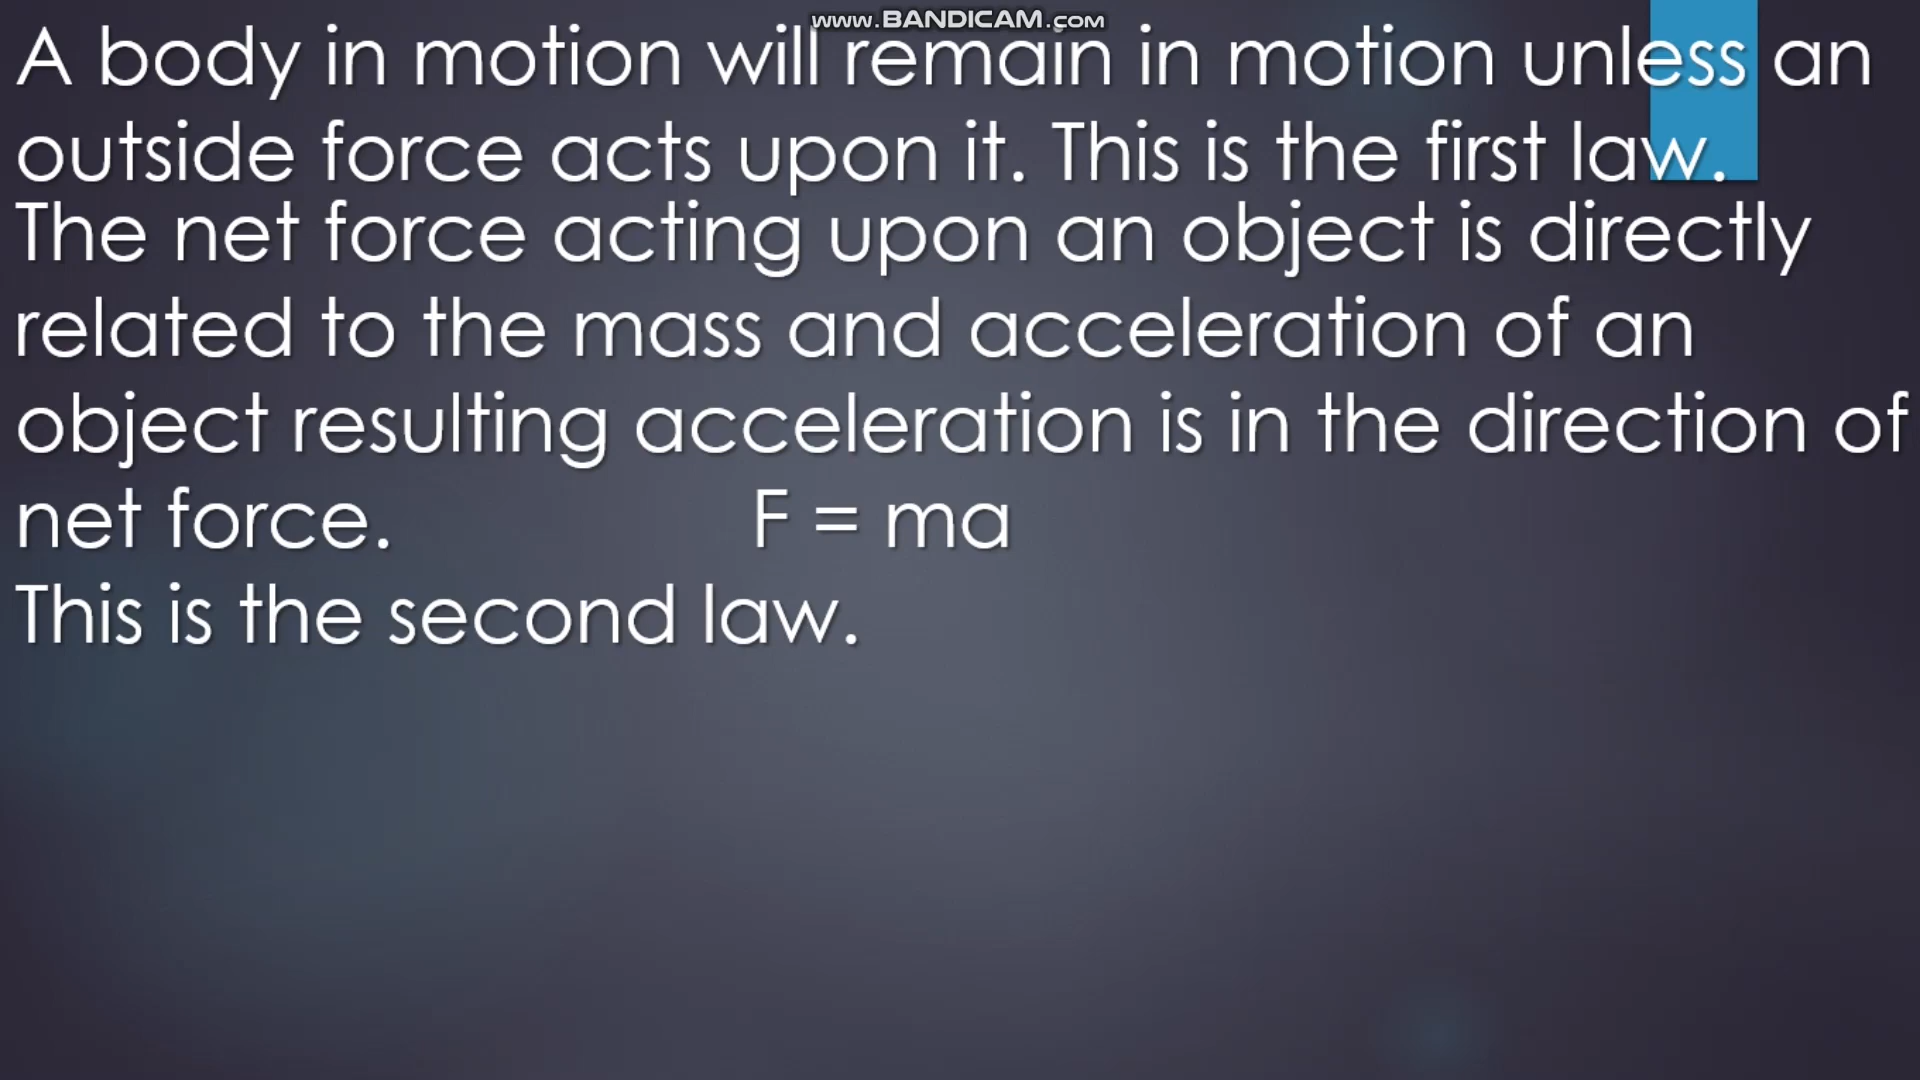 www.BANDICAM.com
A body in motion will remain in motion unless an
outside force acts upon it. This is the first law.
The net force acting upon an object is directly
related to the mass and acceleration of an
object resulting acceleration is in the direction of
net force. F = ma
This is the second law.